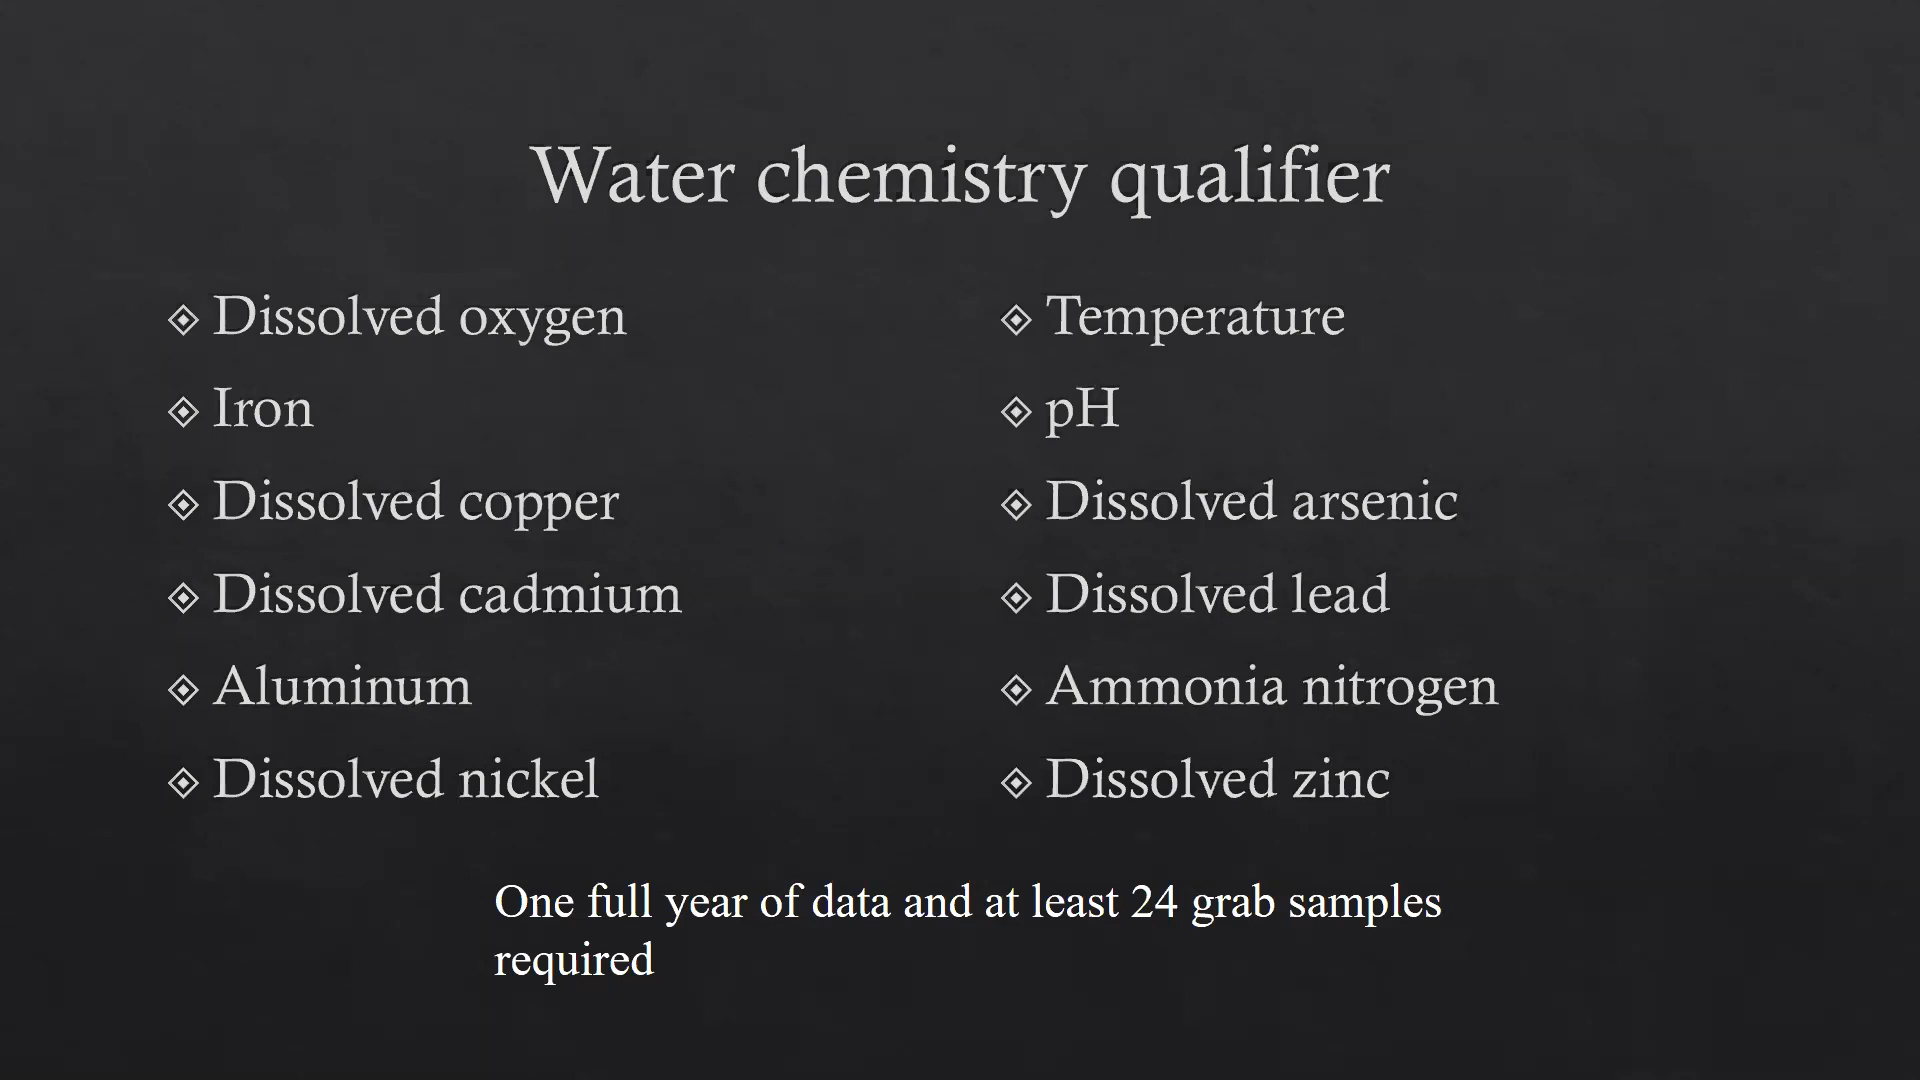 Water chemistry qualifier
Dissolved oxygen
Iron
Dissolved copper
Dissolved cadmium
Aluminum
Dissolved nickel
Temperature
pH
Dissolved arsenic
Dissolved lead
Ammonia nitrogen
Dissolved zinc
One full year of data and at least 24 grab samples
required